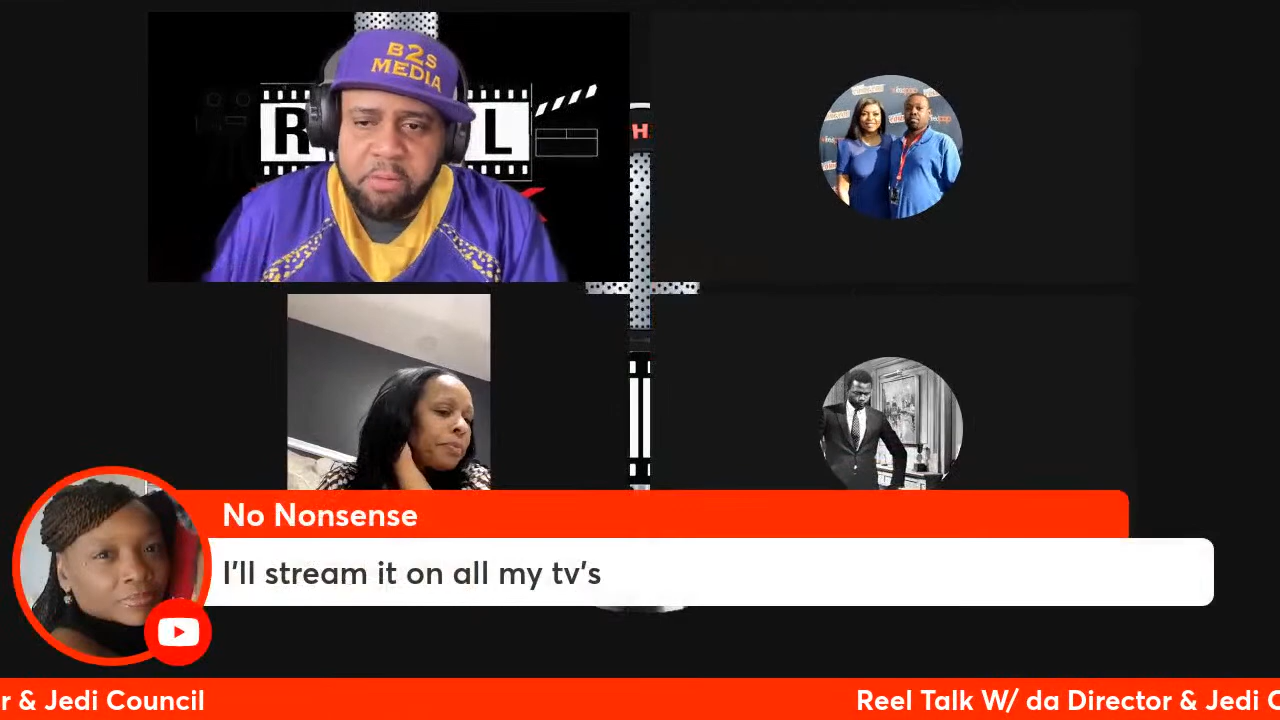 B2S
MEDIA
R L
H
No Nonsense
I'll stream it on all my tv's
r & Jedi Council
Reel Talk W/ da Director & Jedi C